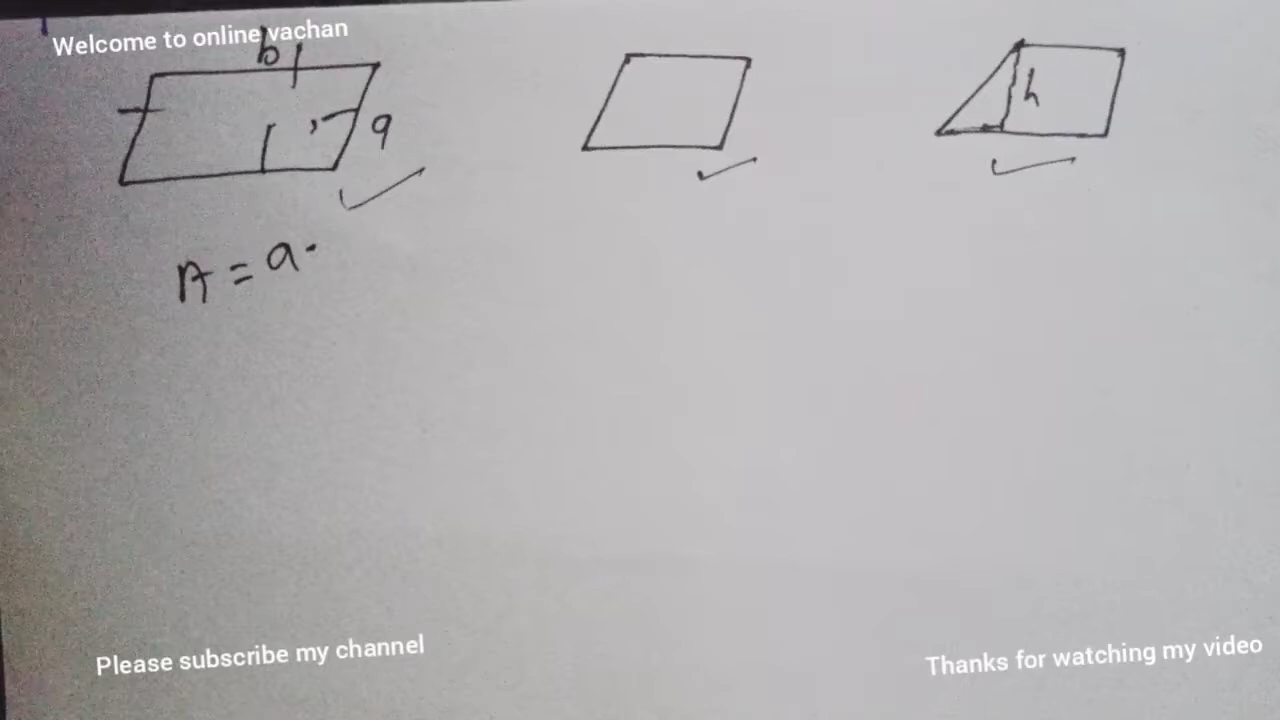 Welcome to online vachan
b
a
h
A = a.
Please subscribe my channel
Thanks for watching my video